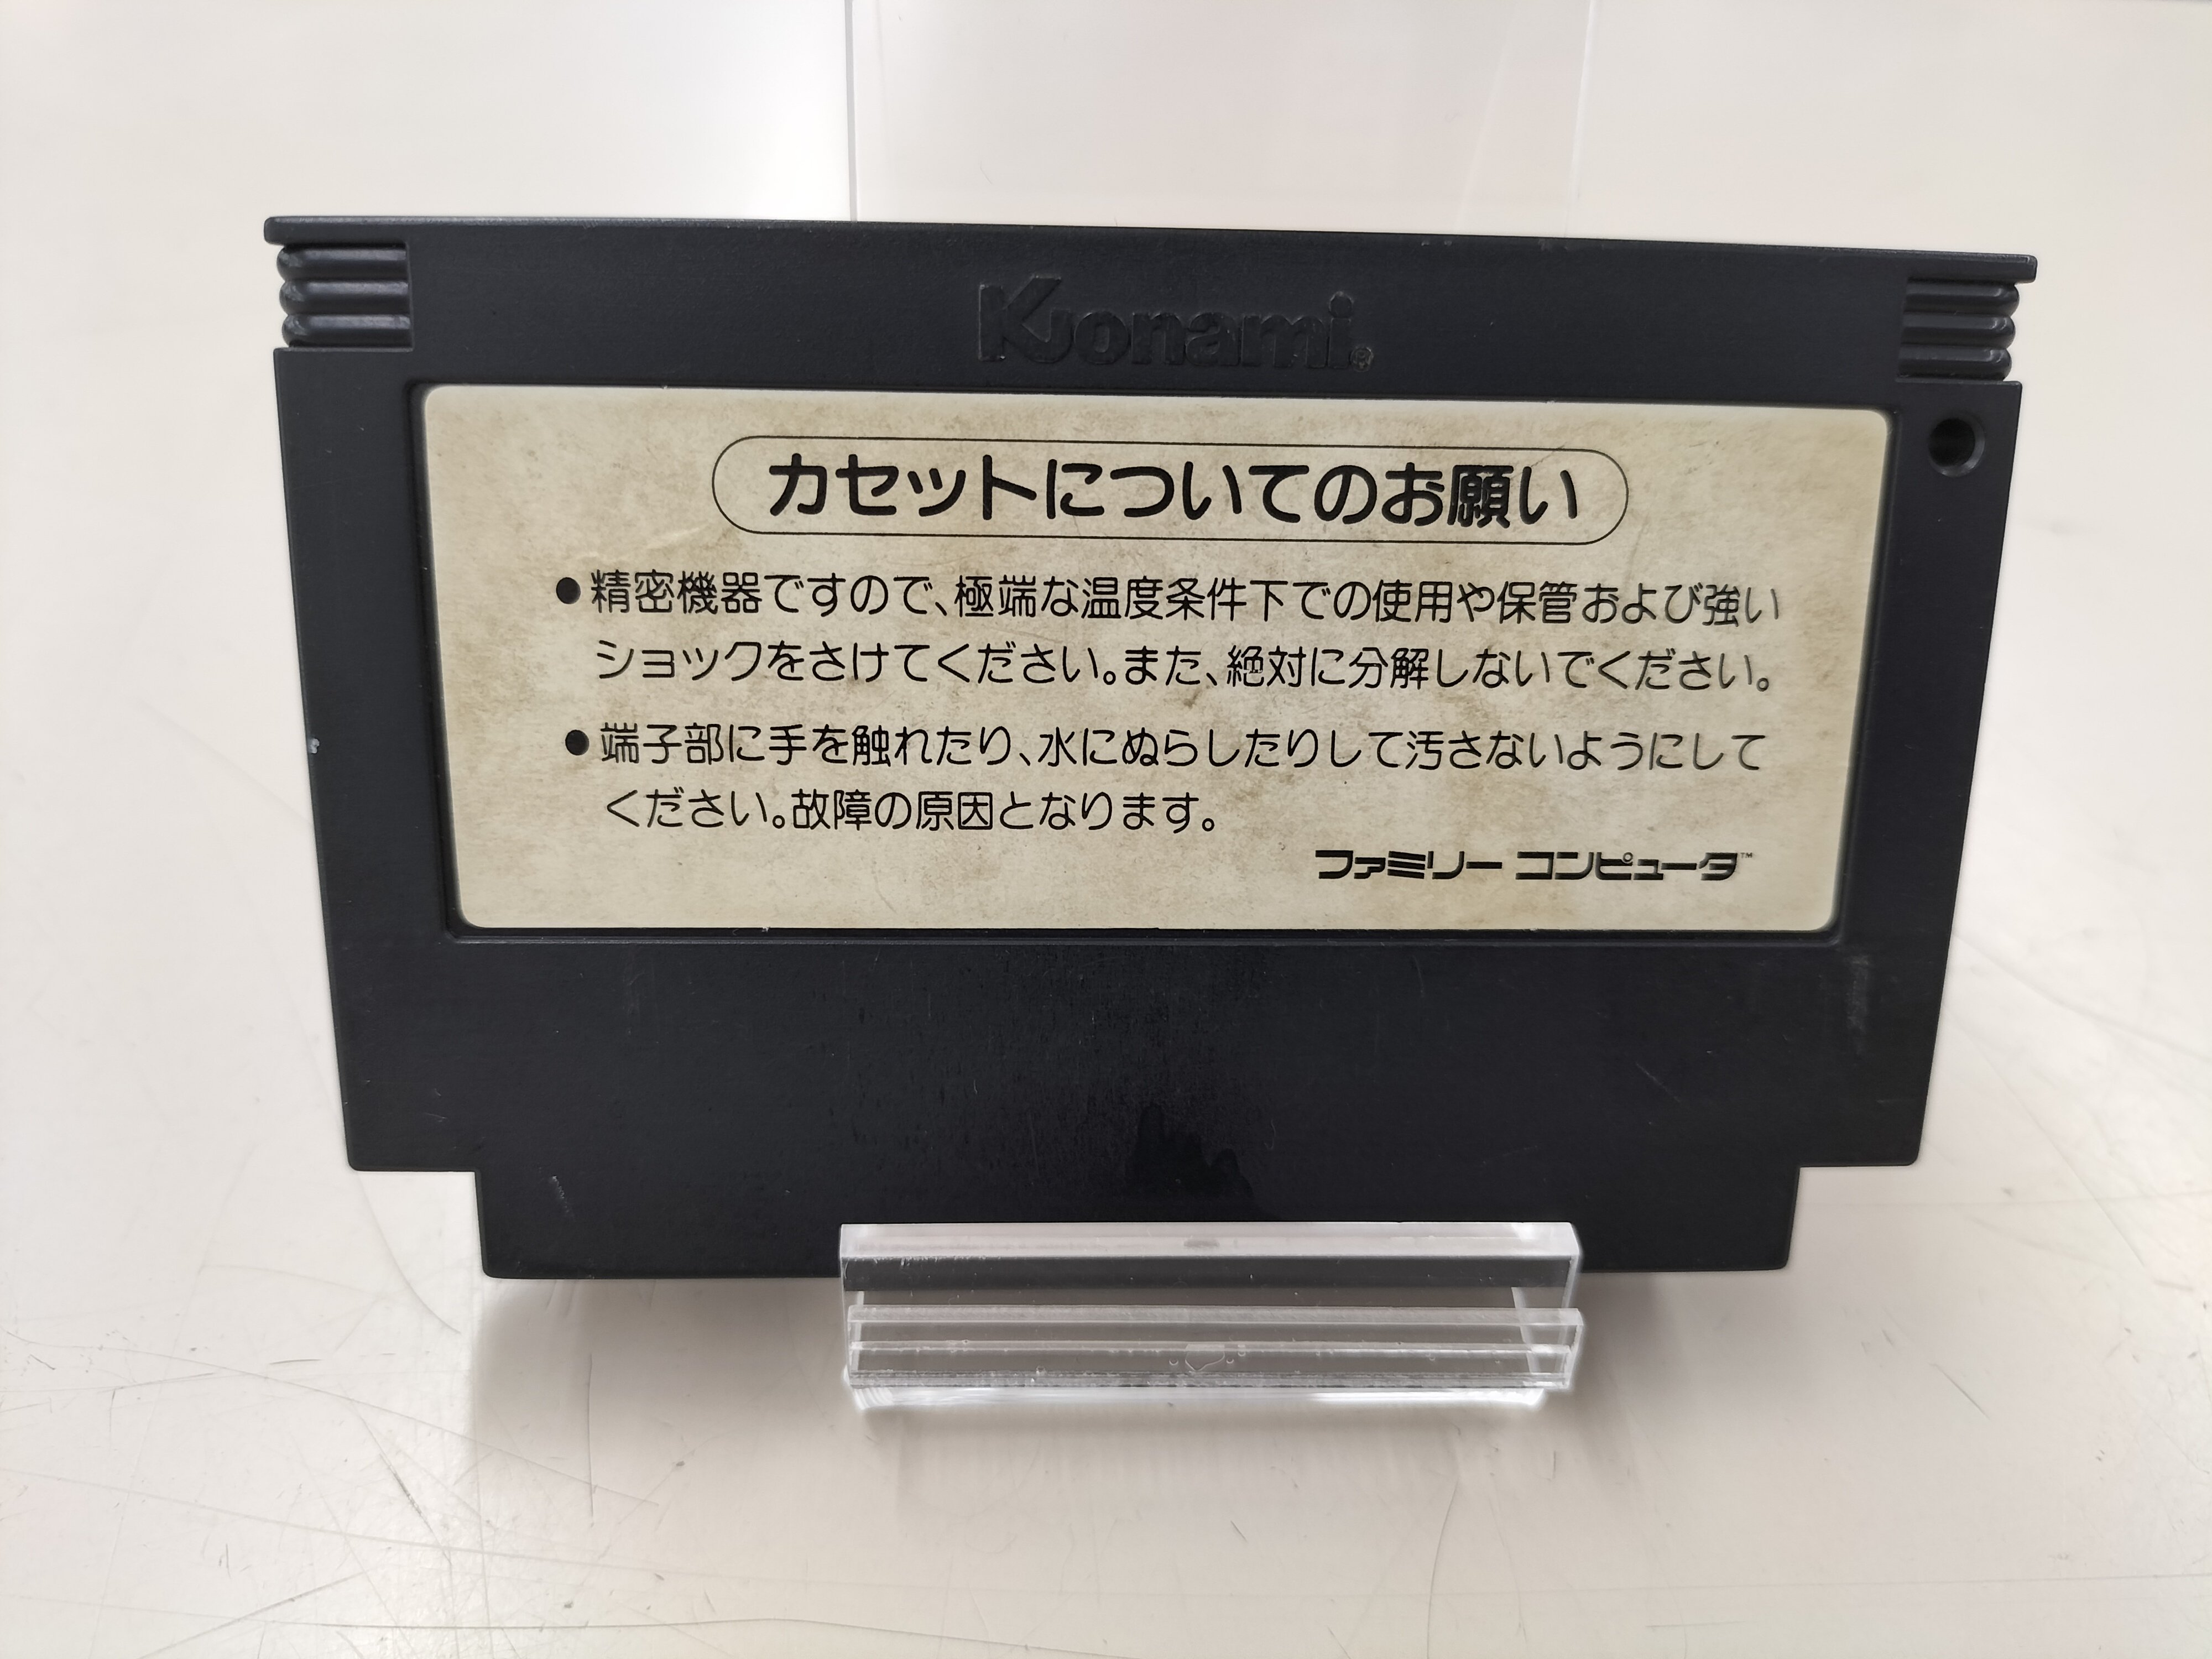 Konami®
カセットについてのお願い
●精密機器ですので、極端な温度条件下での使用や保管および強い
ショックをさけてください。また、絶対に分解しないでください。
●端子部に手を触れたり、水にぬらしたりして汚さないようにして
ください。故障の原因となります。
ファミリー コンピュータ™